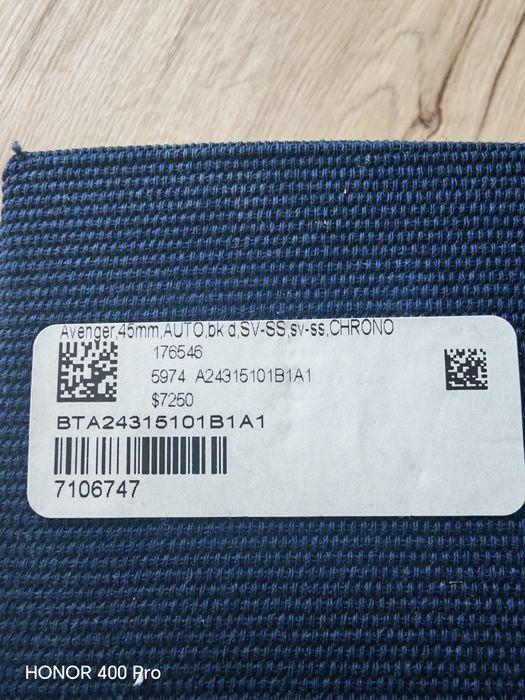 Avenger,45mm,AUTO,bk d,SV-SS,sv-ss,CHRONO
176546
5974 A24315101B1A1
$7250
BTA24315101B1A1
7106747
HONOR 400 Pro